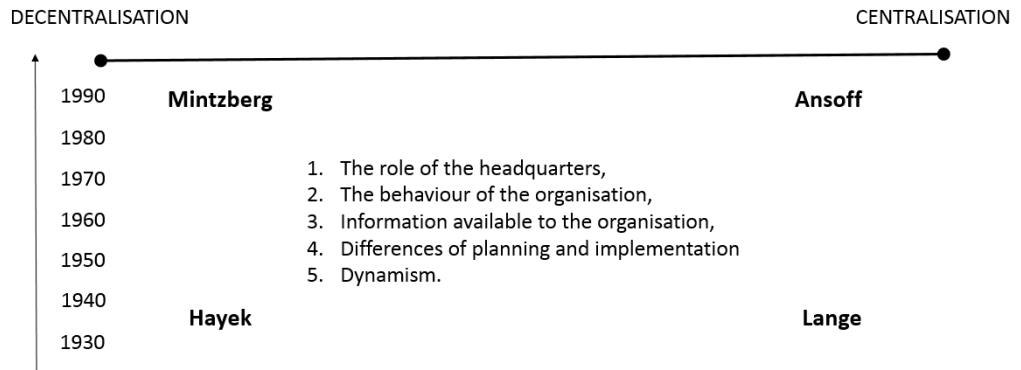 DECENTRALISATION CENTRALISATION
1990 Mintzberg Ansoff
1980
1. The role of the headquarters,
1970
2. The behaviour of the organisation,
1960 3. Information available to the organisation,
4. Differences of planning and implementation
1950
5. Dynamism.
1940
Hayek Lange
1930